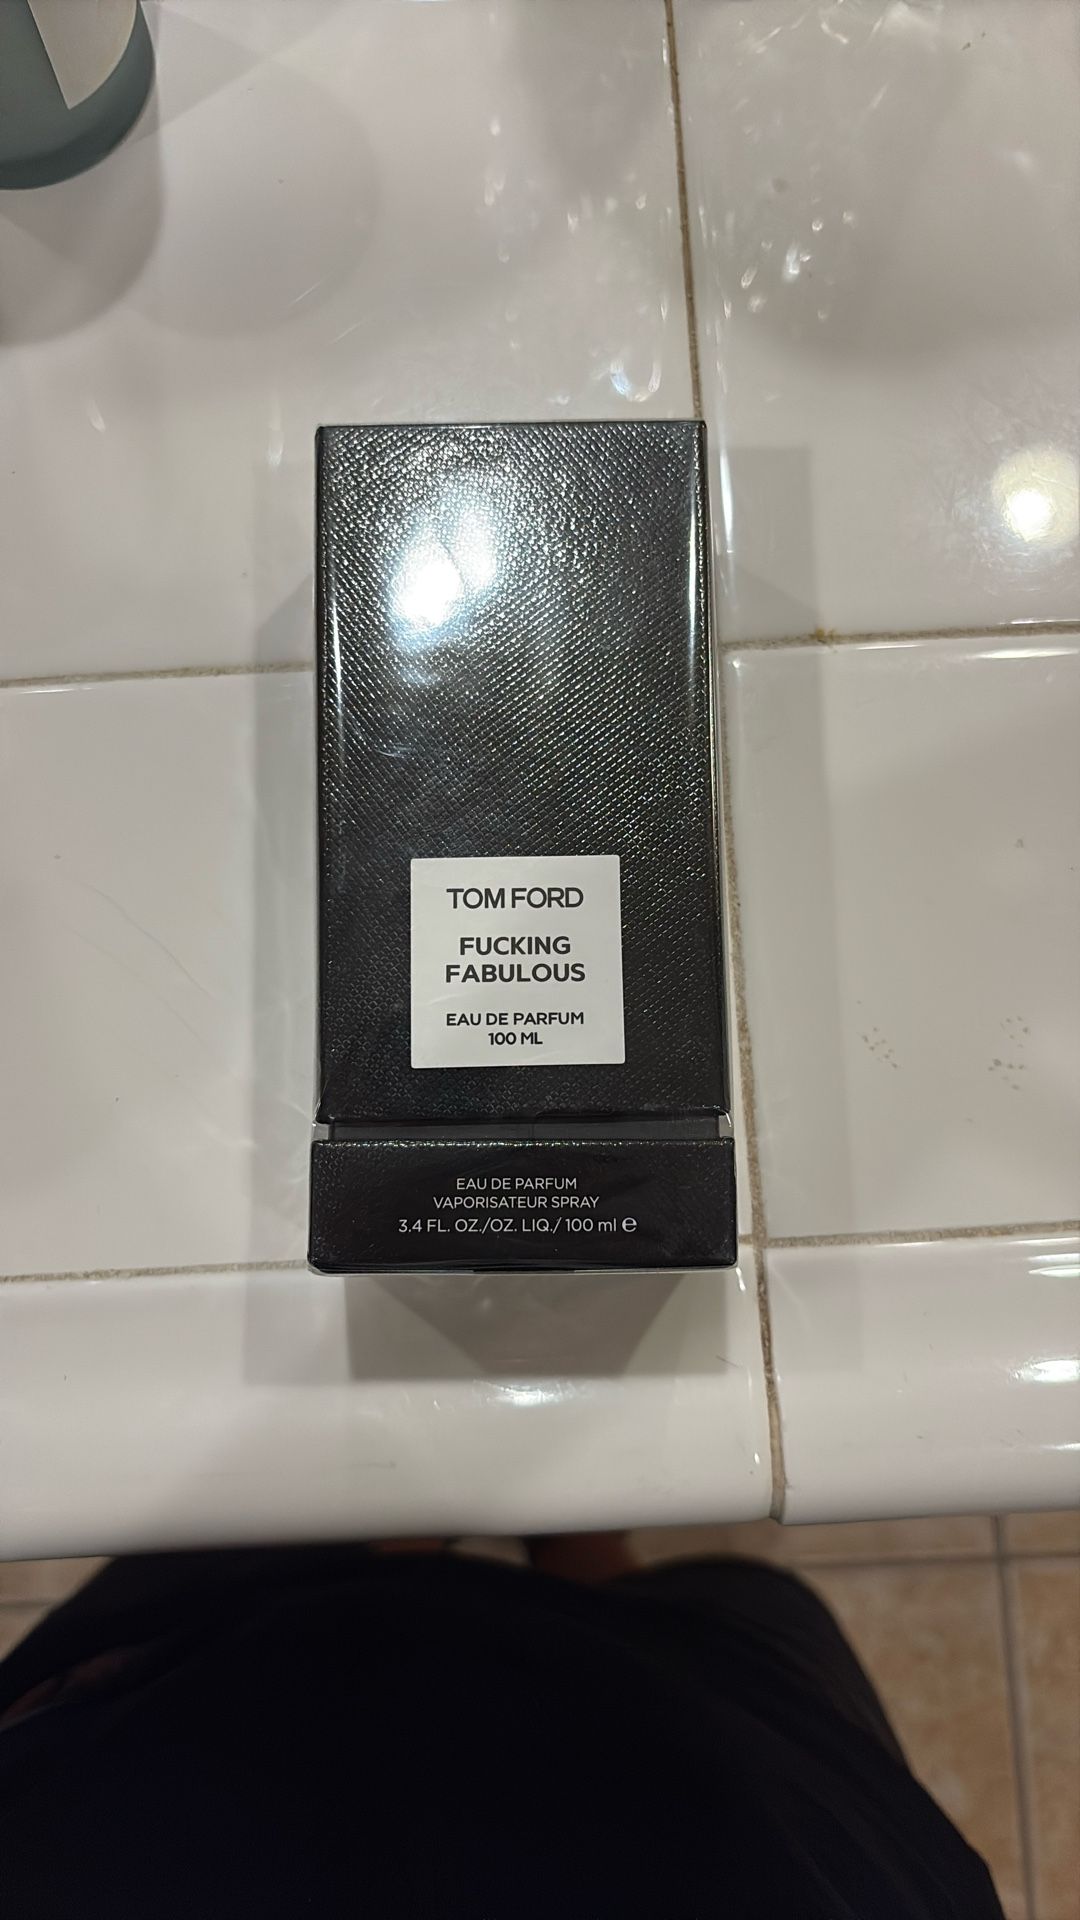 TOM FORD
FUCKING
FABULOUS
EAU DE PARFUM
100 ML
EAU DE PARFUM
VAPORISATEUR SPRAY
3.4 FL. OZ./OZ. LIQ./ 100 ml ℮